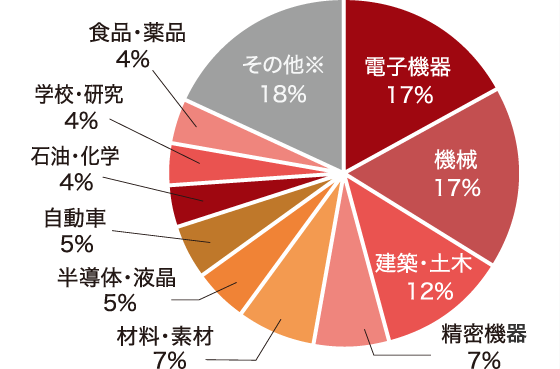 電子機器
17%
機械
17%
建築・土木
12%
精密機器
7%
材料・素材
7%
半導体・液晶
5%
自動車
5%
石油・化学
4%
学校・研究
4%
食品・薬品
4%
その他※
18%